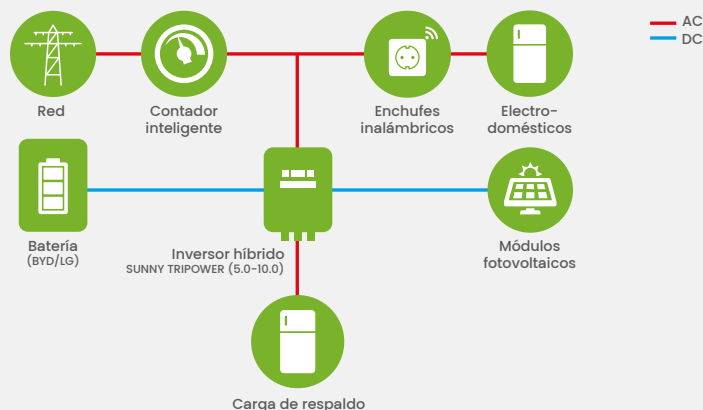 AC
DC
Red
Contador
inteligente
Enchufes
inalámbricos
Electro-
domésticos
Batería
(BYD/LG)
Inversor híbrido
SUNNY TRIPOWER (5.0-10.0)
Módulos
fotovoltaicos
Carga de respaldo